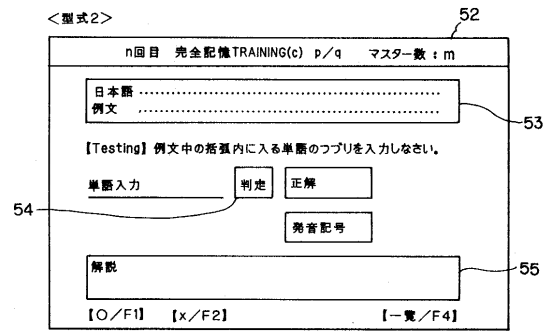 <型式2>
52
n回目 完全記憶TRAINING(c) p/q マスター数:m
日本語 ..........................................................
例文 ..........................................................
53
【Testing】例文中の括弧内に入る単語のつづりを入力しなさい。
単語入力 判定 正解
54
発音記号
解説
55
【○/F1】 【x/F2】 【一覧/F4】